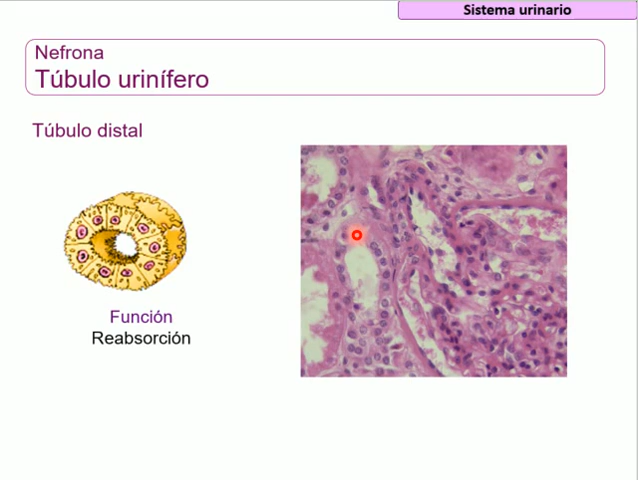 Sistema urinario
Nefrona
Túbulo urinífero
Túbulo distal
Función
Reabsorción